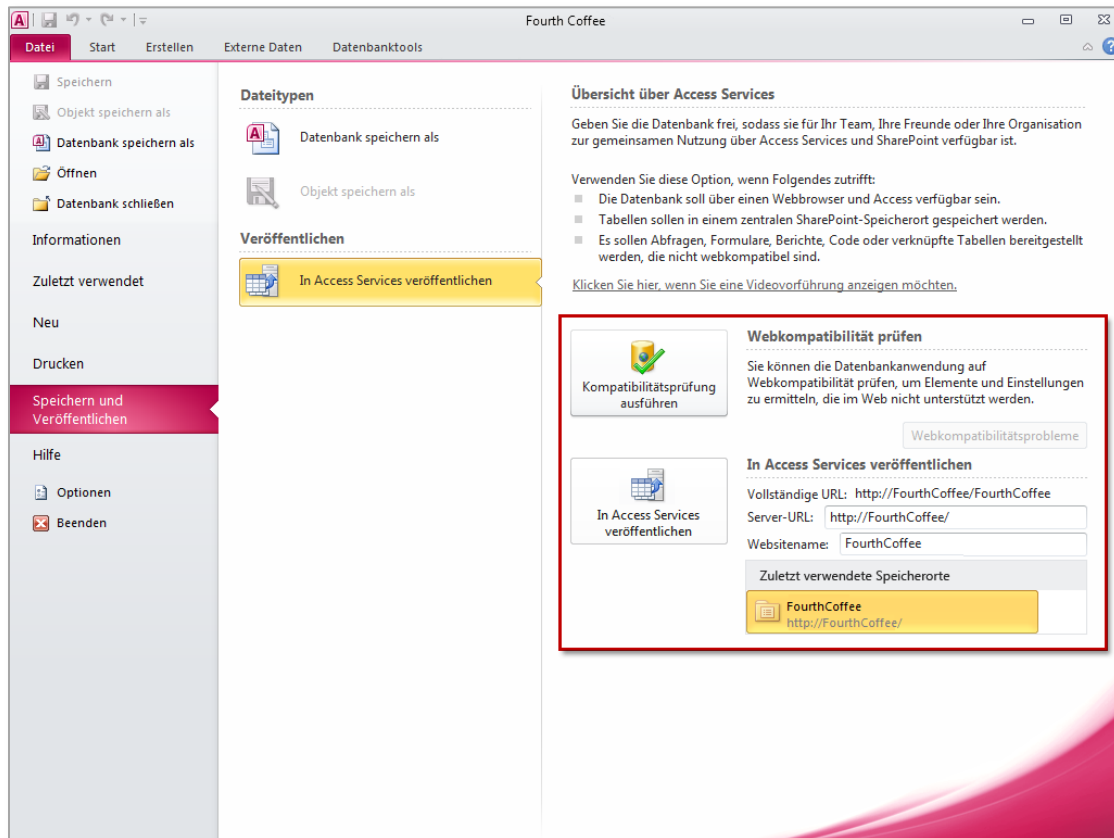 Fourth Coffee
Datei Start Erstellen Externe Daten Datenbanktools
Speichern
Objekt speichern als
Datenbank speichern als
Öffnen
Datenbank schließen
Informationen
Zuletzt verwendet
Neu
Drucken
Speichern und
Veröffentlichen
Hilfe
Optionen
Beenden
Dateitypen
Datenbank speichern als
Objekt speichern als
Veröffentlichen
In Access Services veröffentlichen
Übersicht über Access Services
Geben Sie die Datenbank frei, sodass sie für Ihr Team, Ihre Freunde oder Ihre Organisation
zur gemeinsamen Nutzung über Access Services und SharePoint verfügbar ist.
Verwenden Sie diese Option, wenn Folgendes zutrifft:
Die Datenbank soll über einen Webbrowser und Access verfügbar sein.
Tabellen sollen in einem zentralen SharePoint-Speicherort gespeichert werden.
Es sollen Abfragen, Formulare, Berichte, Code oder verknüpfte Tabellen bereitgestellt
werden, die nicht webkompatibel sind.
Klicken Sie hier, wenn Sie eine Videovorführung anzeigen möchten.
Kompatibilitätsprüfung
ausführen
Webkompatibilität prüfen
Sie können die Datenbankanwendung auf
Webkompatibilität prüfen, um Elemente und Einstellungen
zu ermitteln, die im Web nicht unterstützt werden.
Webkompatibilitätsprobleme
In Access Services
veröffentlichen
In Access Services veröffentlichen
Vollständige URL: http://FourthCoffee/FourthCoffee
Server-URL: http://FourthCoffee/
Websitename: FourthCoffee
Zuletzt verwendete Speicherorte
FourthCoffee
http://FourthCoffee/